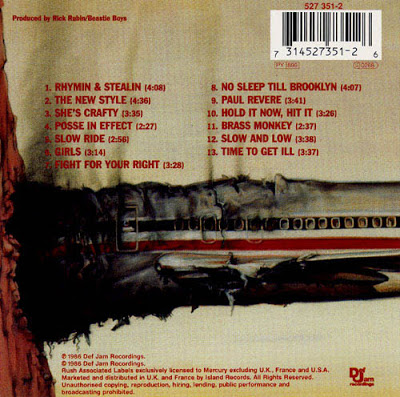 Produced by Rick Rubin/Beastie Boys
527 351-2
7 314527 351-2 6
PY (800)
1. RHYMIN & STEALIN (4:08)
2. THE NEW STYLE (4:36)
3. SHE'S CRAFTY (3:35)
4. POSSE IN EFFECT (2:27)
5. SLOW RIDE (2:56)
6. GIRLS (3:14)
7. FIGHT FOR YOUR RIGHT (3:28)
8. NO SLEEP TILL BROOKLYN (4:07)
9. PAUL REVERE (3:41)
10. HOLD IT NOW, HIT IT (3:26)
11. BRASS MONKEY (2:37)
12. SLOW AND LOW (3:38)
13. TIME TO GET ILL (3:37)
℗ 1986 Def Jam Recordings.
© 1986 Def Jam Recordings.
Rush Associated Labels exclusively licensed to Mercury excluding U.K., France and U.S.A.
Marketed and distributed in U.K. and France by Island Records. All Rights Reserved.
Unauthorised copying, reproduction, hiring, lending, public performance and
broadcasting prohibited.
Def Jam
recordings